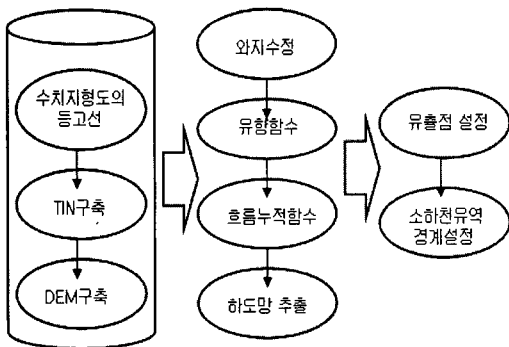 수치지형도의
등고선
TIN구축
DEM구축
와지수정
유향함수
흐름누적함수
하도망 추출
유출점 설정
소하천유역
경계설정